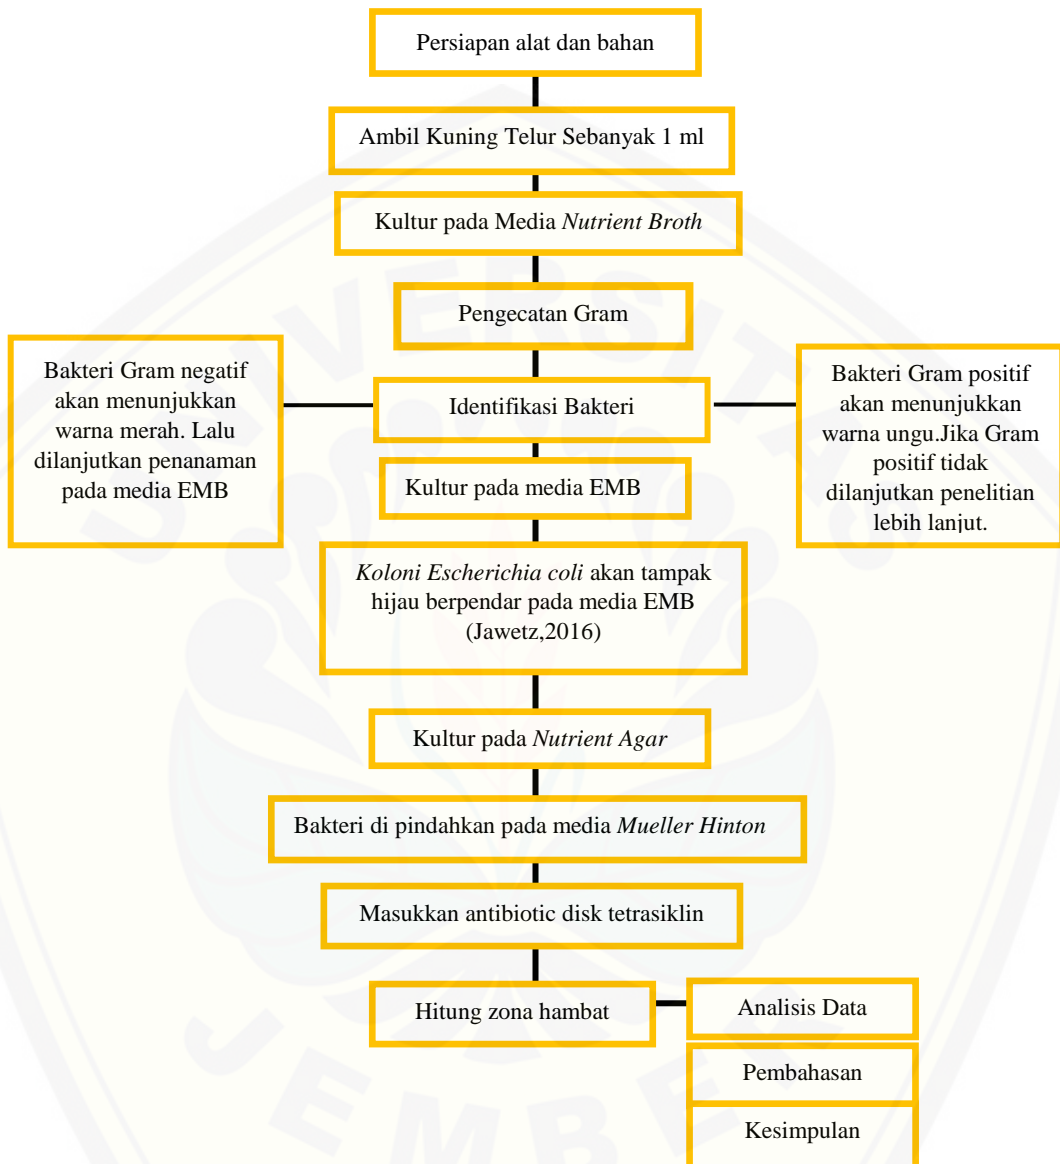 Persiapan alat dan bahan
Ambil Kuning Telur Sebanyak 1 ml
Kultur pada Media Nutrient Broth
Pengecatan Gram
Bakteri Gram negatif
akan menunjukkan
warna merah. Lalu
dilanjutkan penanaman
pada media EMB
Identifikasi Bakteri
Bakteri Gram positif
akan menunjukkan
warna ungu.Jika Gram
positif tidak
dilanjutkan penelitian
lebih lanjut.
Kultur pada media EMB
Koloni Escherichia coli akan tampak
hijau berpendar pada media EMB
(Jawetz,2016)
Kultur pada Nutrient Agar
Bakteri di pindahkan pada media Mueller Hinton
Masukkan antibiotic disk tetrasiklin
Hitung zona hambat
Analisis Data
Pembahasan
Kesimpulan
UNIVERSITAS
JEMBER